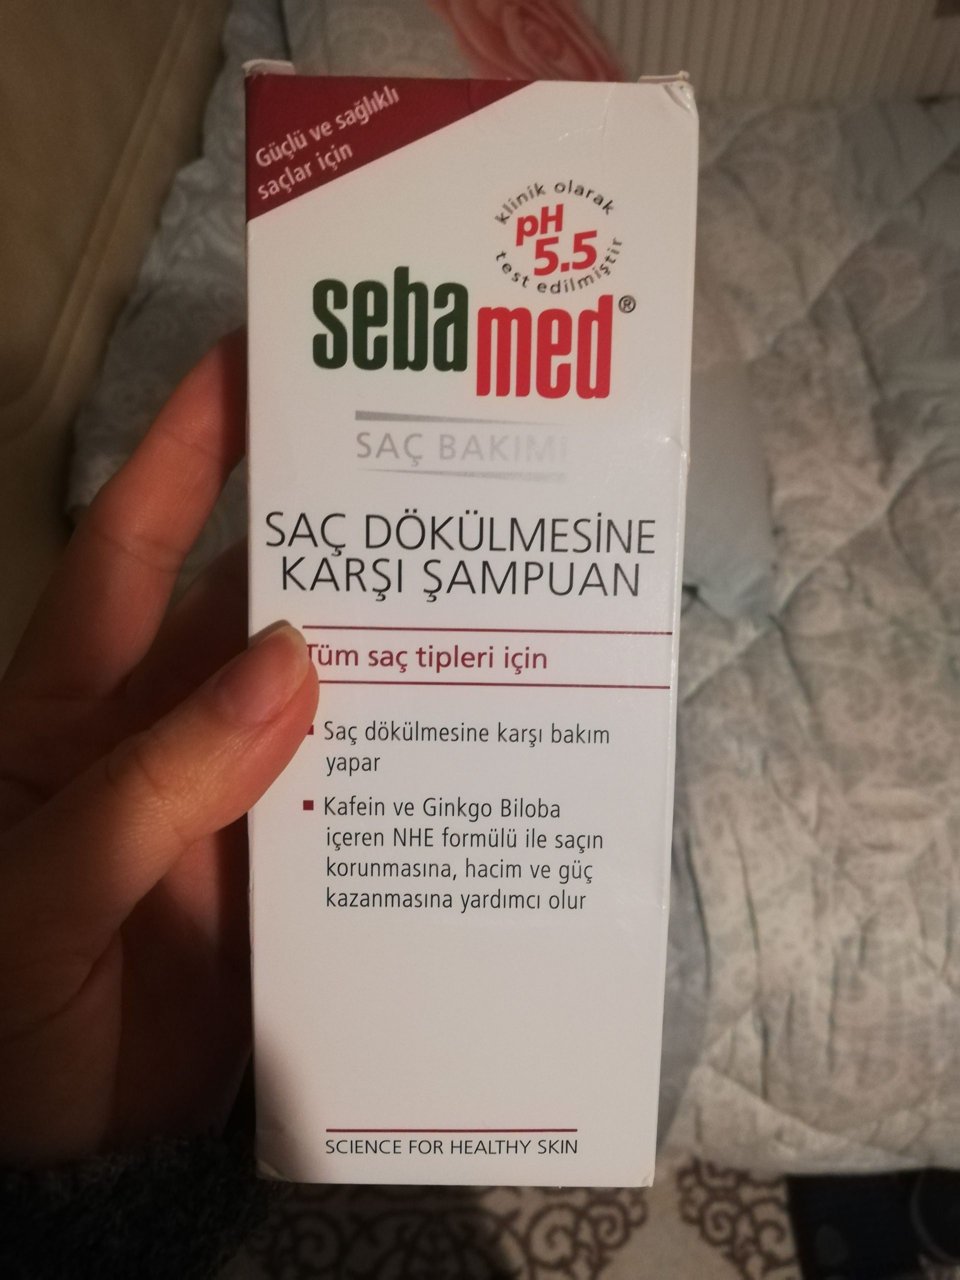 Güçlü ve sağlıklı
saçlar için
klinik olarak
pH
5.5
test edilmiştir
sebamed®
SAÇ BAKIMI
SAÇ DÖKÜLMESİNE
KARŞI ŞAMPUAN
Tüm saç tipleri için
Saç dökülmesine karşı bakım
yapar
Kafein ve Ginkgo Biloba
içeren NHE formülü ile saçın
korunmasına, hacim ve güç
kazanmasına yardımcı olur
SCIENCE FOR HEALTHY SKIN